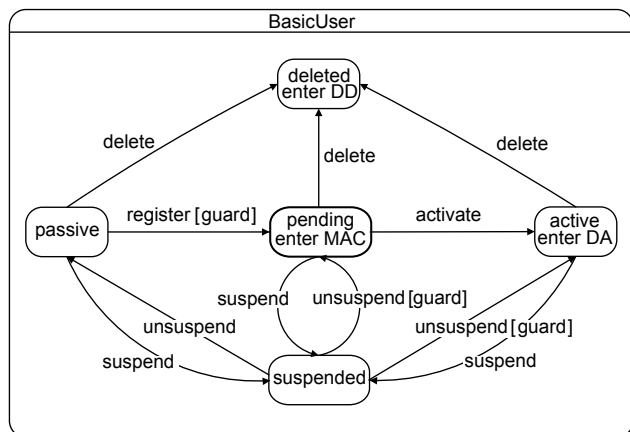 BasicUser
deleted
enter DD
delete
delete
delete
passive
register [guard]
pending
enter MAC
activate
active
enter DA
suspend
unsuspend [guard]
unsuspend
unsuspend [guard]
suspend
suspend
suspended